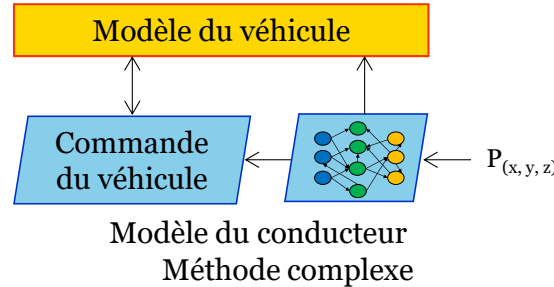 Modèle du véhicule
Commande
du véhicule
P(x, y, z)
Modèle du conducteur
Méthode complexe